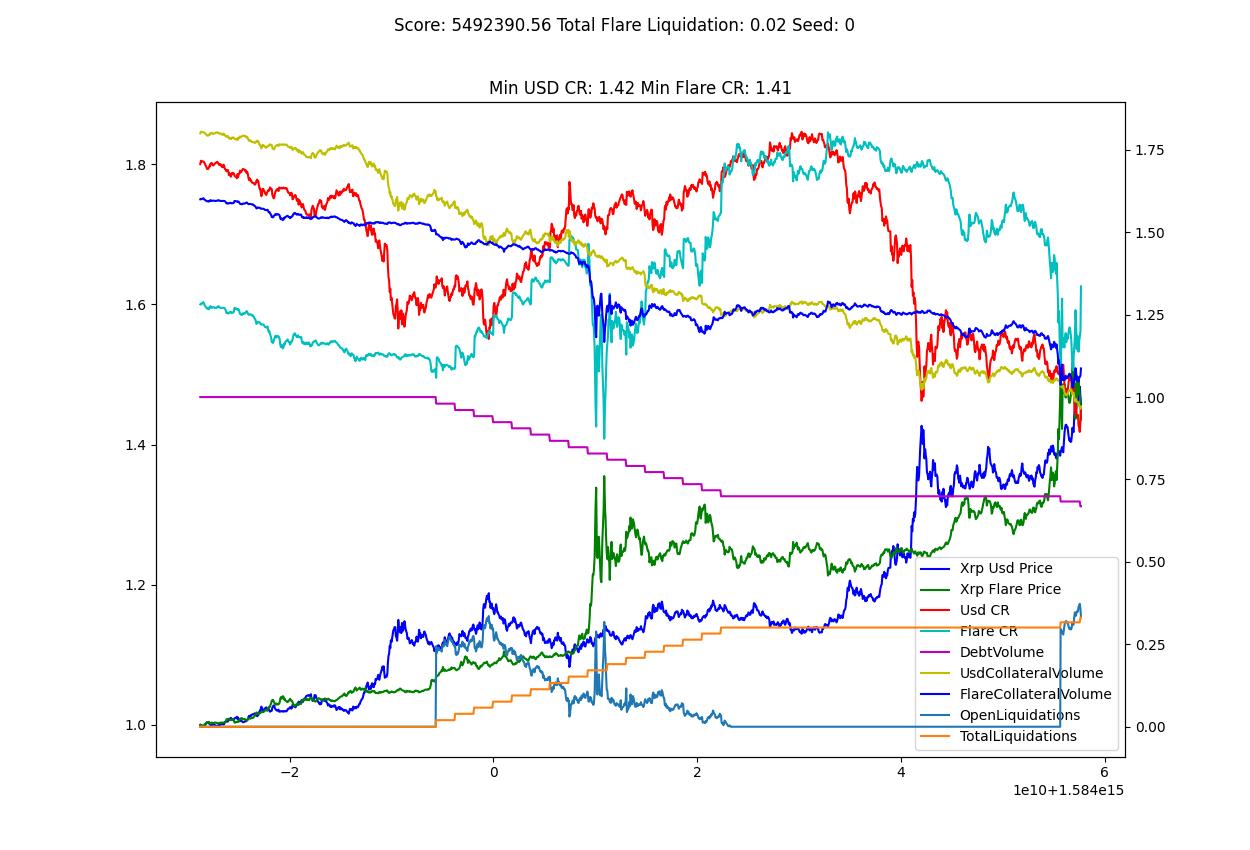 Score: 5492390.56 Total Flare Liquidation: 0.02 Seed: 0
Min USD CR: 1.42 Min Flare CR: 1.41
1.8
1.6
1.4
1.2
1.0
1.75
1.50
1.25
1.00
0.75
0.50
0.25
0.00
Xrp Usd Price
Xrp Flare Price
Usd CR
Flare CR
DebtVolume
UsdCollateralVolume
FlareCollateralVolume
OpenLiquidations
TotalLiquidations
−2 0 2 4 6
1e10+1.584e15